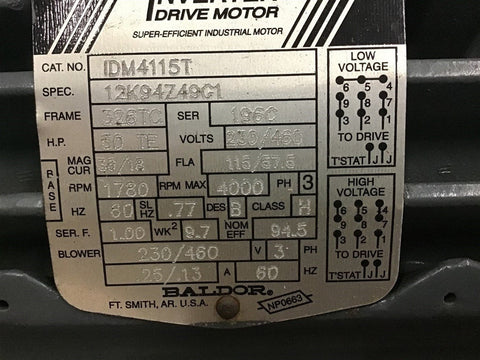 INVERTER
DRIVE MOTOR
SUPER-EFFICIENT INDUSTRIAL MOTOR
CAT. NO. IDM4115T
SPEC. 12K94Z49G1
FRAME 326TC SER 1960
H.P. 50 TE VOLTS 230/460
MAG CUR 38/18 FLA 115/57.5
BASE
RPM 1780 RPM MAX 4000 PH 3
HZ 60 SL HZ .77 DES B CLASS H
SER. F. 1.00 WK² 9.7 NOM EFF 94.5
BLOWER 230/460 V 3 PH
25/.13 A 60 HZ
BALDOR
FT. SMITH, AR. U.S.A.
NP0663
LOW VOLTAGE
6 5 4
9 8 7
3 2 1
TO DRIVE
T'STAT J J
HIGH VOLTAGE
6 5 4
9 8 7
3 2 1
TO DRIVE
T'STAT J J